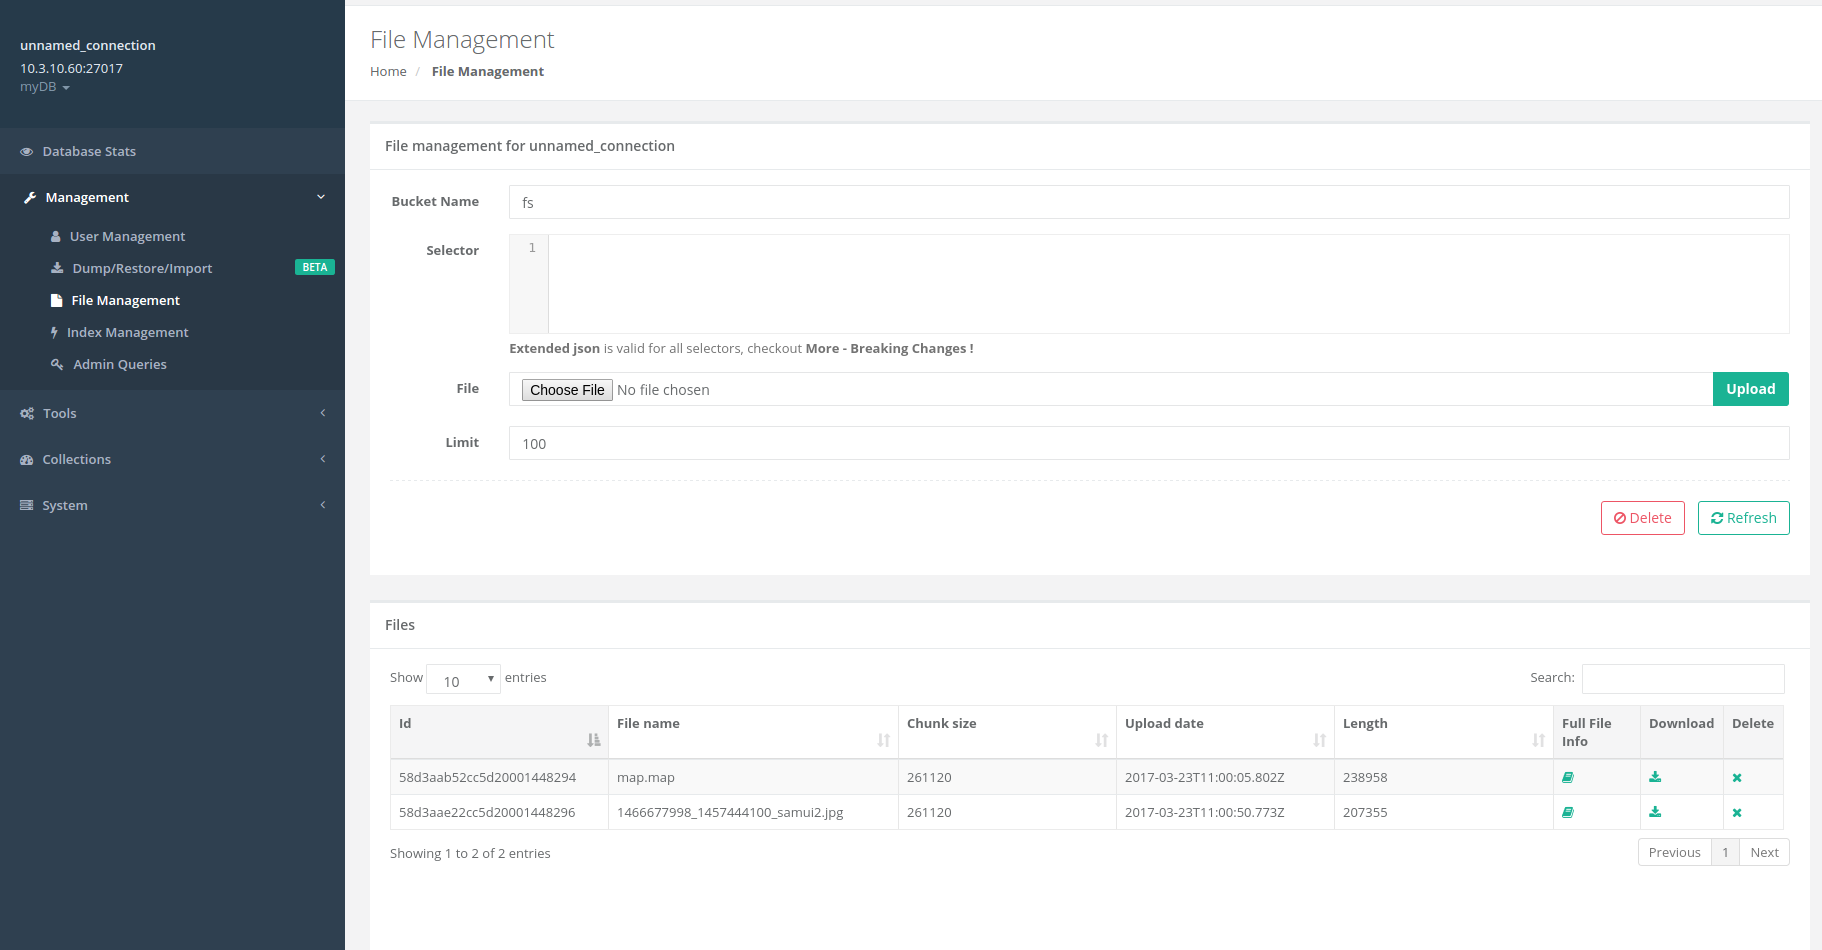 unnamed_connection
10.3.10.60:27017
myDB
Database Stats
Management
User Management
Dump/Restore/Import BETA
File Management
Index Management
Admin Queries
Tools
Collections
System
File Management
Home / File Management
File management for unnamed_connection
Bucket Name fs
Selector 1
Extended json is valid for all selectors, checkout More - Breaking Changes !
File Choose File No file chosen Upload
Limit 100
Delete Refresh
Files
Show 10 entries Search:
Id File name Chunk size Upload date Length Full File Info Download Delete
58d3aab52cc5d20001448294 map.map 261120 2017-03-23T11:00:05.802Z 238958
58d3aae22cc5d20001448296 1466677998_1457444100_samui2.jpg 261120 2017-03-23T11:00:50.773Z 207355
Showing 1 to 2 of 2 entries Previous 1 Next